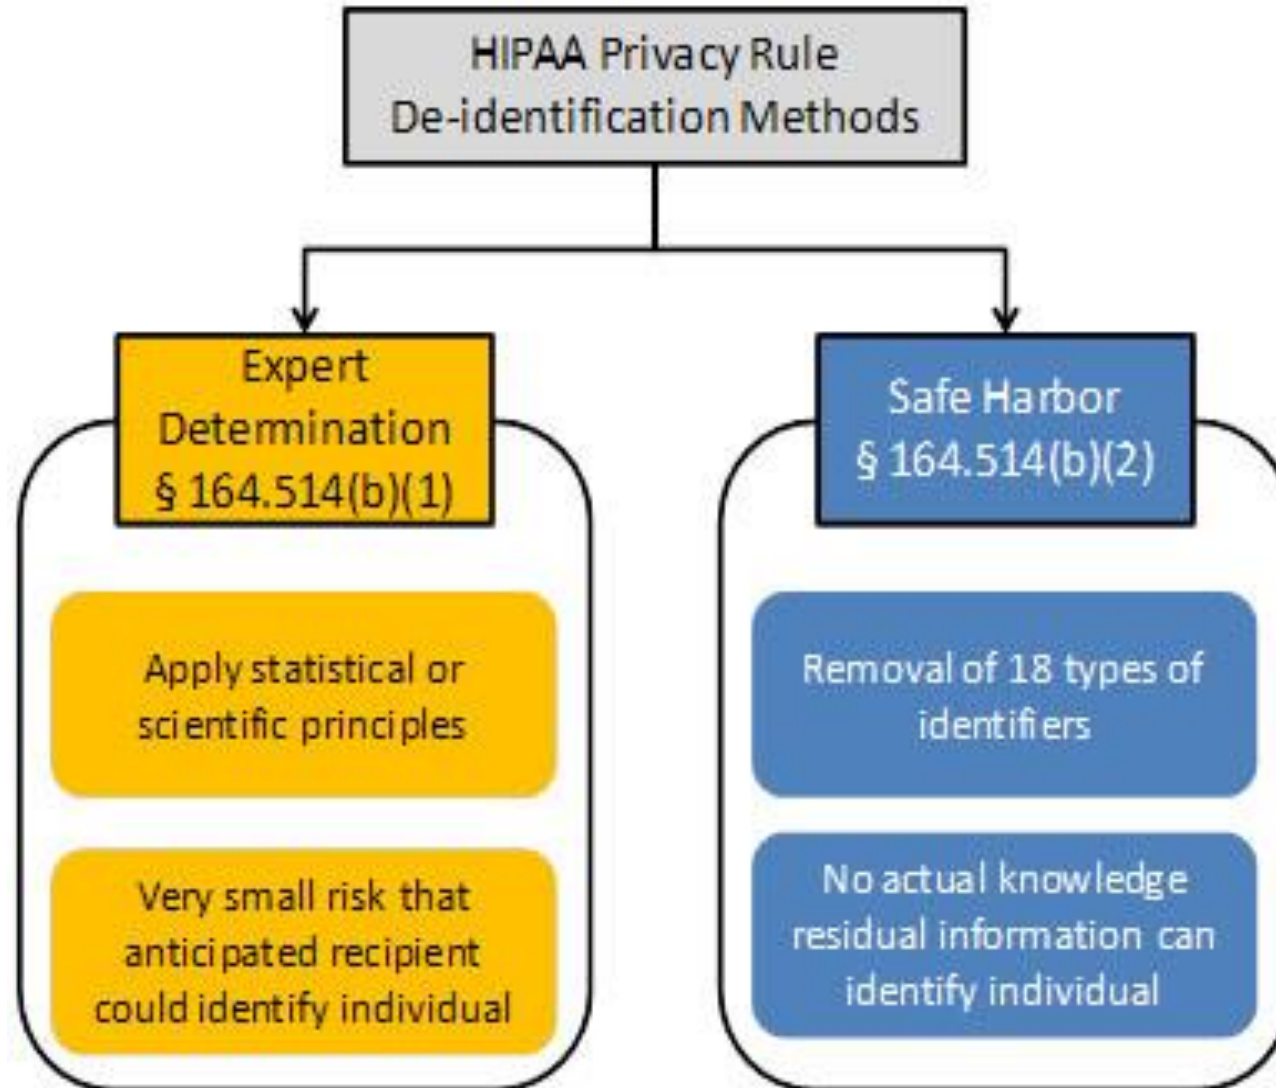 HIPAA Privacy Rule
De-identification Methods
Expert
Determination
§ 164.514(b)(1)
Apply statistical or
scientific principles
Very small risk that
anticipated recipient
could identify individual
Safe Harbor
§ 164.514(b)(2)
Removal of 18 types of
identifiers
No actual knowledge
residual information can
identify individual